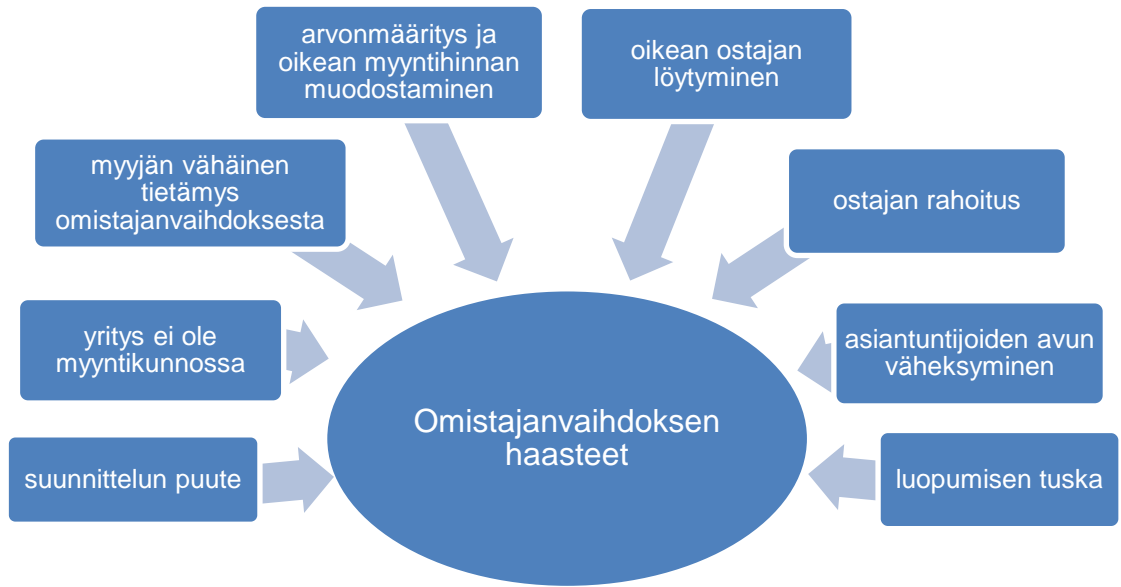 arvonmääritys ja
oikean myyntihinnan
muodostaminen
oikean ostajan
löytyminen
myyjän vähäinen
tietämys
omistajanvaihdoksesta
ostajan rahoitus
yritys ei ole
myyntikunnossa
asiantuntijoiden avun
väheksyminen
Omistajanvaihdoksen
haasteet
suunnittelun puute
luopumisen tuska